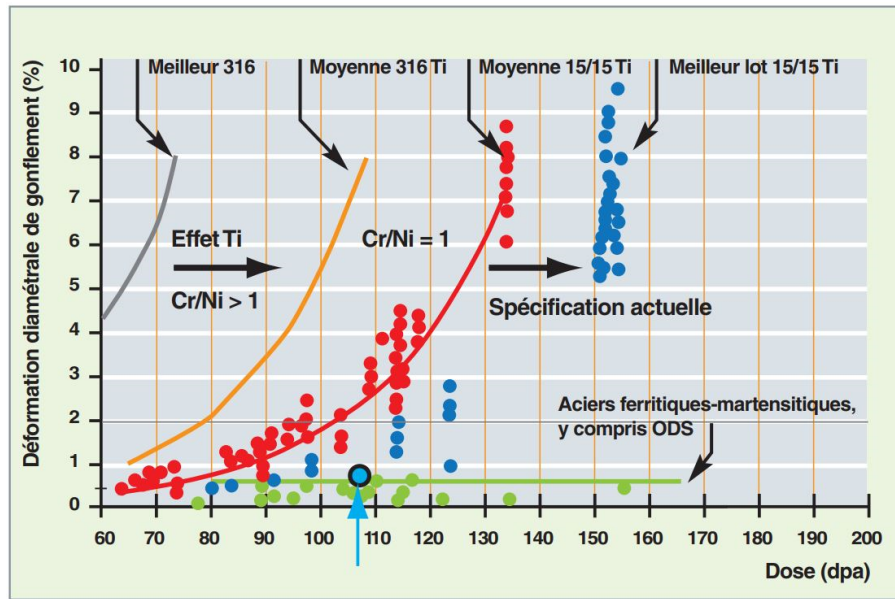 Déformation diamétrale de gonflement (%)
Meilleur 316
Moyenne 316 Ti
Moyenne 15/15 Ti
Meilleur lot 15/15 Ti
10
9
8
7
6
5
4
3
2
1
0
Effet Ti
Cr/Ni > 1
Cr/Ni = 1
Spécification actuelle
Aciers ferritiques-martensitiques,
y compris ODS
60 70 80 90 100 110 120 130 140 150 160 170 180 190 200
Dose (dpa)